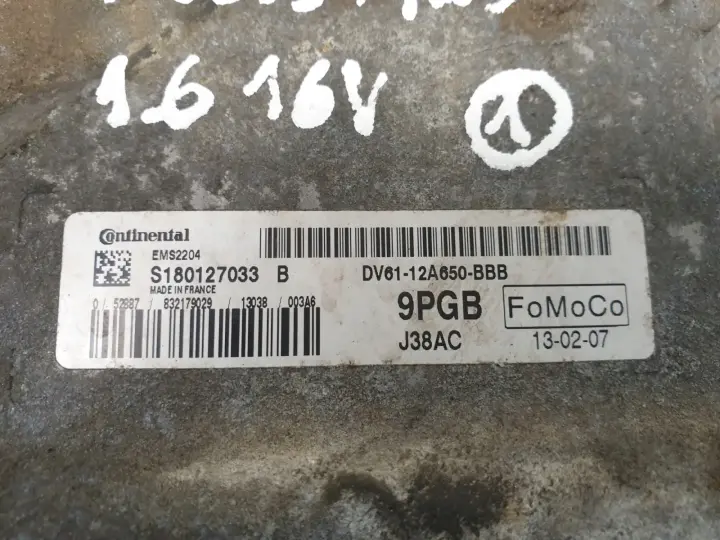 1.6 16V 1
Continental
EMS2204
S180127033 B
MADE IN FRANCE
0 / 52887 / 832179029 / 13038 / 003A6
DV61-12A650-BBB
9PGB FoMoCo
J38AC 13-02-07